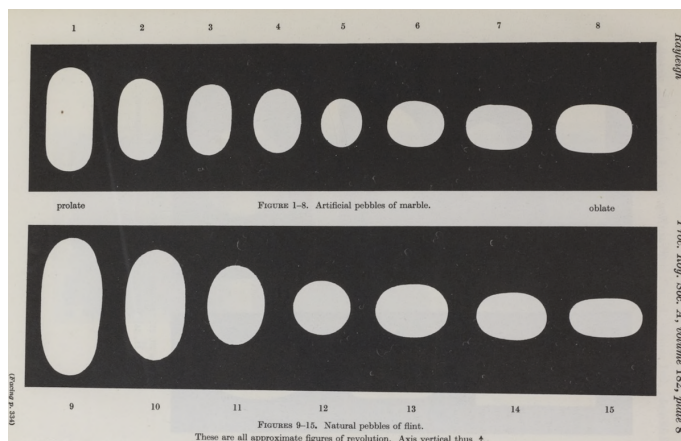 1 2 3 4 5 6 7 8
prolate
FIGURE 1–8. Artificial pebbles of marble.
oblate
9 10 11 12 13 14 15
FIGURES 9–15. Natural pebbles of flint.
These are all approximate figures of revolution. Axis vertical thus
(Facing p. 334)
Rayleigh
Proc. Roy. Soc. A, volume 182, plate 8